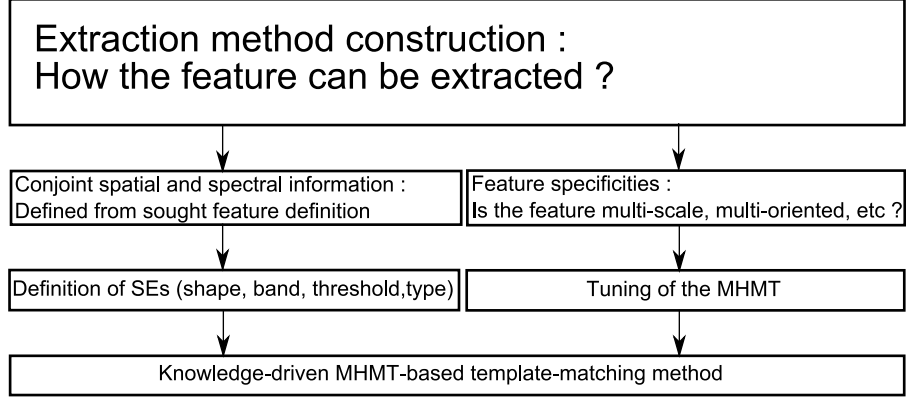 Extraction method construction :
How the feature can be extracted ?
Conjoint spatial and spectral information :
Defined from sought feature definition
Feature specificities :
Is the feature multi-scale, multi-oriented, etc ?
Definition of SEs (shape, band, threshold,type)
Tuning of the MHMT
Knowledge-driven MHMT-based template-matching method